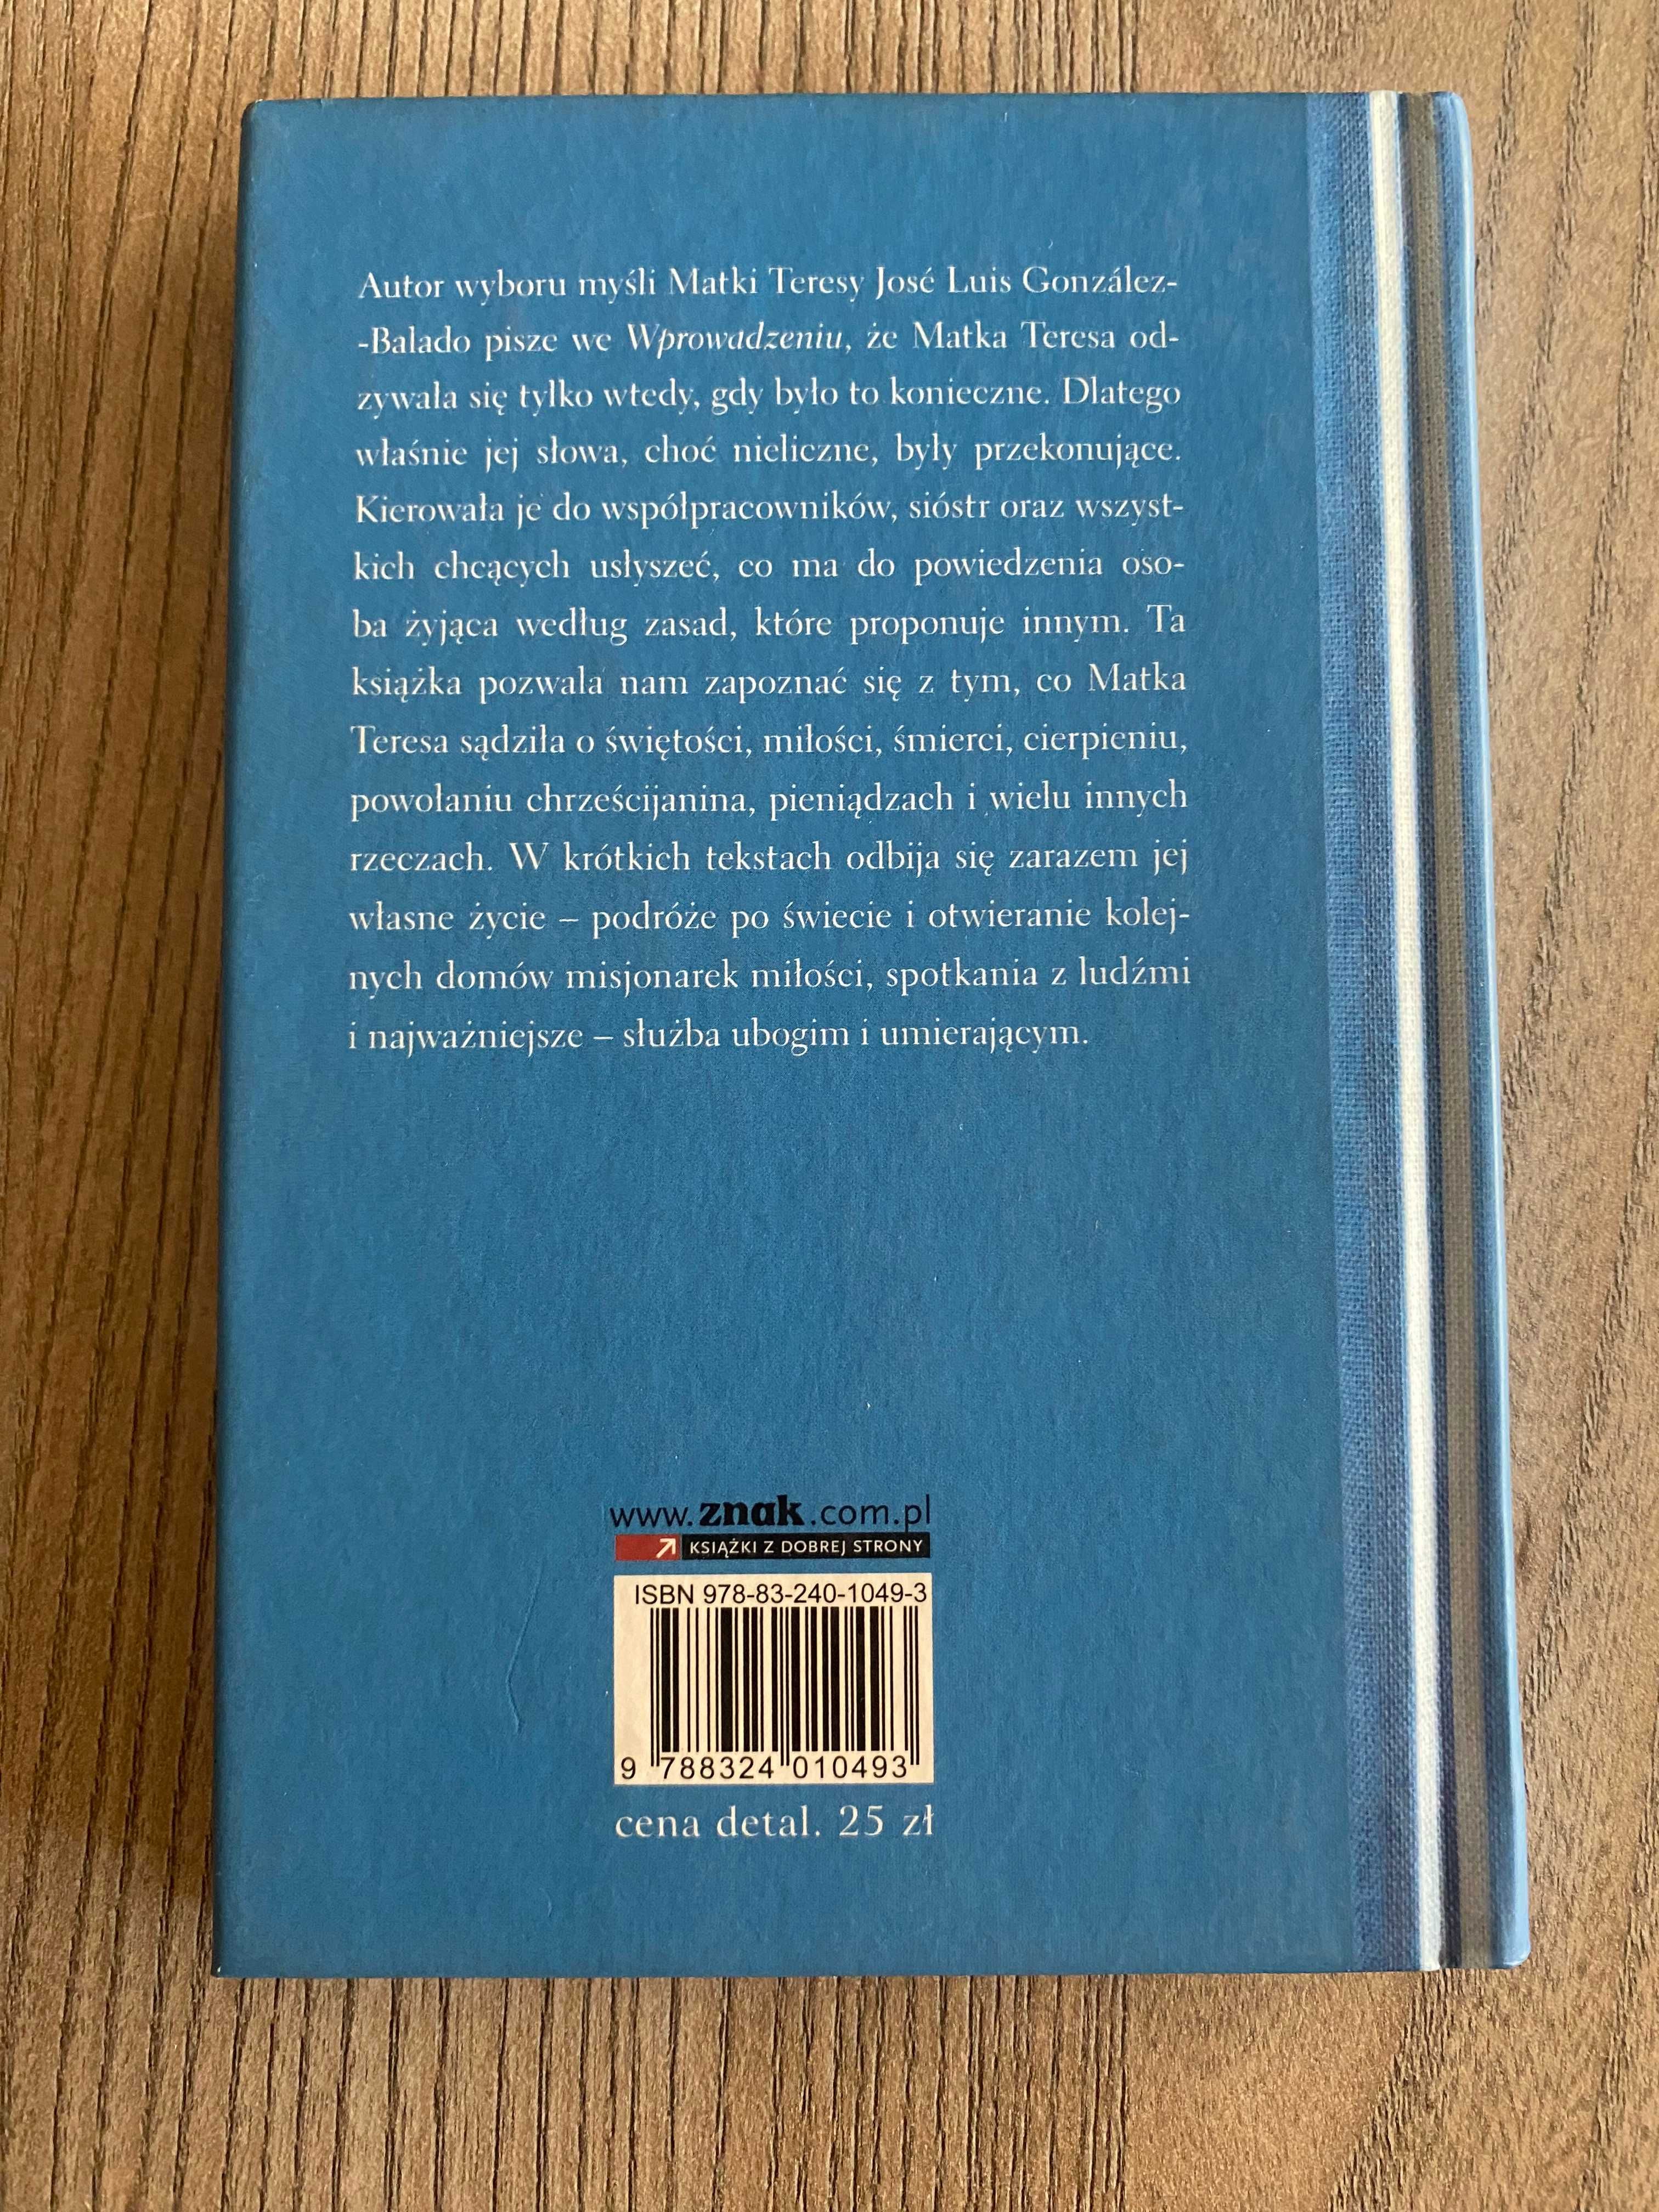 Autor wyboru myśli Matki Teresy José Luis González-
-Balado pisze we Wprowadzeniu, że Matka Teresa od-
zywała się tylko wtedy, gdy było to konieczne. Dlatego
właśnie jej słowa, choć nieliczne, były przekonujące.
Kierowała je do współpracowników, sióstr oraz wszyst-
kich chcących usłyszeć, co ma do powiedzenia oso-
ba żyjąca według zasad, które proponuje innym. Ta
książka pozwala nam zapoznać się z tym, co Matka
Teresa sądziła o świętości, miłości, śmierci, cierpieniu,
powołaniu chrześcijanina, pieniądzach i wielu innych
rzeczach. W krótkich tekstach odbija się zarazem jej
własne życie – podróże po świecie i otwieranie kolej-
nych domów misjonarek miłości, spotkania z ludźmi
i najważniejsze – służba ubogim i umierającym.
www.znak.com.pl
KSIĄŻKI Z DOBREJ STRONY
ISBN 978-83-240-1049-3
9 788324 010493
cena detal. 25 zł